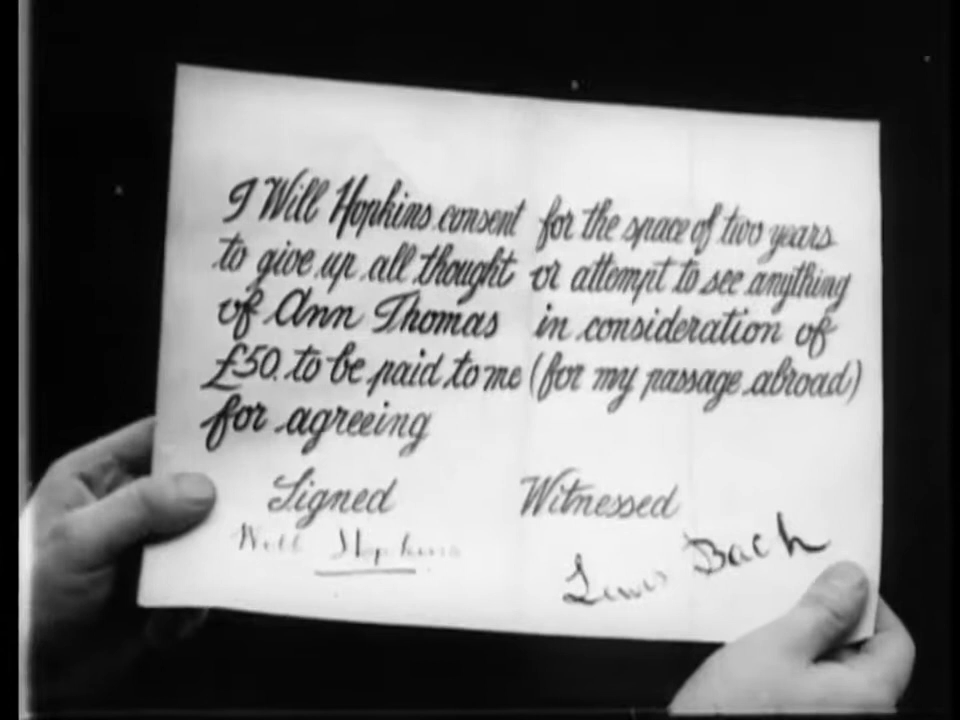 I Will Hopkins consent for the space of two years
to give up all thought or attempt to see anything
of Ann Thomas in consideration of
£50. to be paid to me (for my passage abroad)
for agreeing
Signed Witnessed
Will Hopkins
Lewis Bach